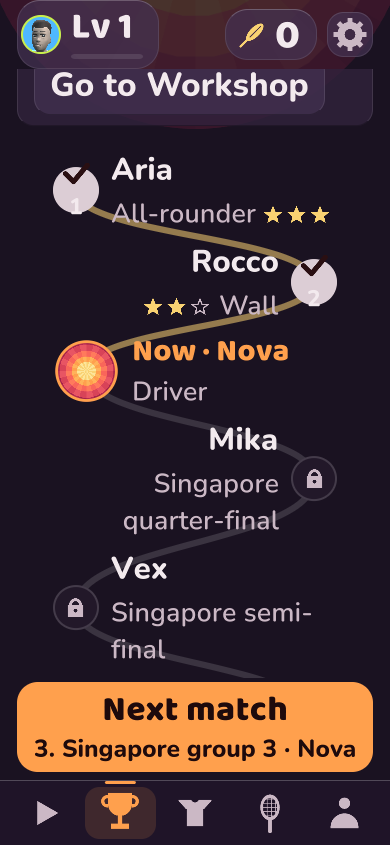 Lv 1
0
Go to Workshop
Aria
1
All-rounder
Rocco
2
Wall
Now · Nova
Driver
Mika
Singapore
quarter-final
Vex
Singapore semi-
final
Next match
3. Singapore group 3 · Nova